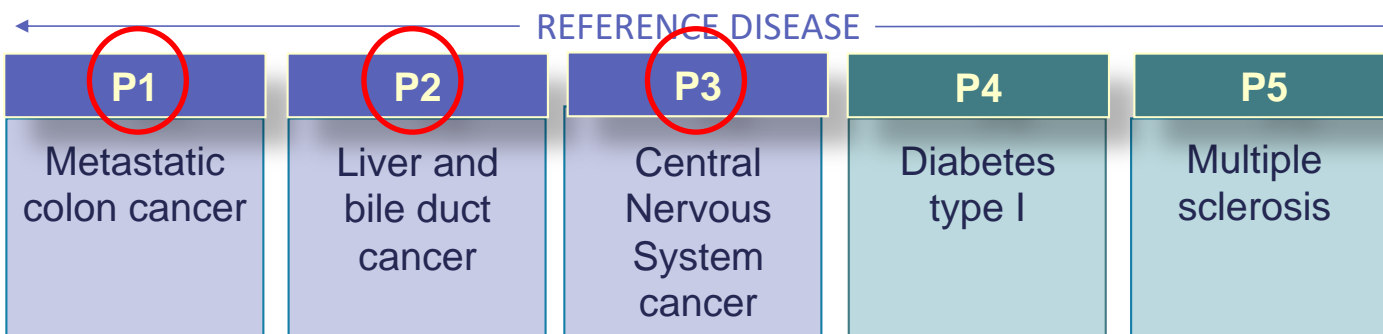 REFERENCE DISEASE
P1
P2
P3
P4
P5
Metastatic
colon cancer
Liver and
bile duct
cancer
Central
Nervous
System
cancer
Diabetes
type I
Multiple
sclerosis